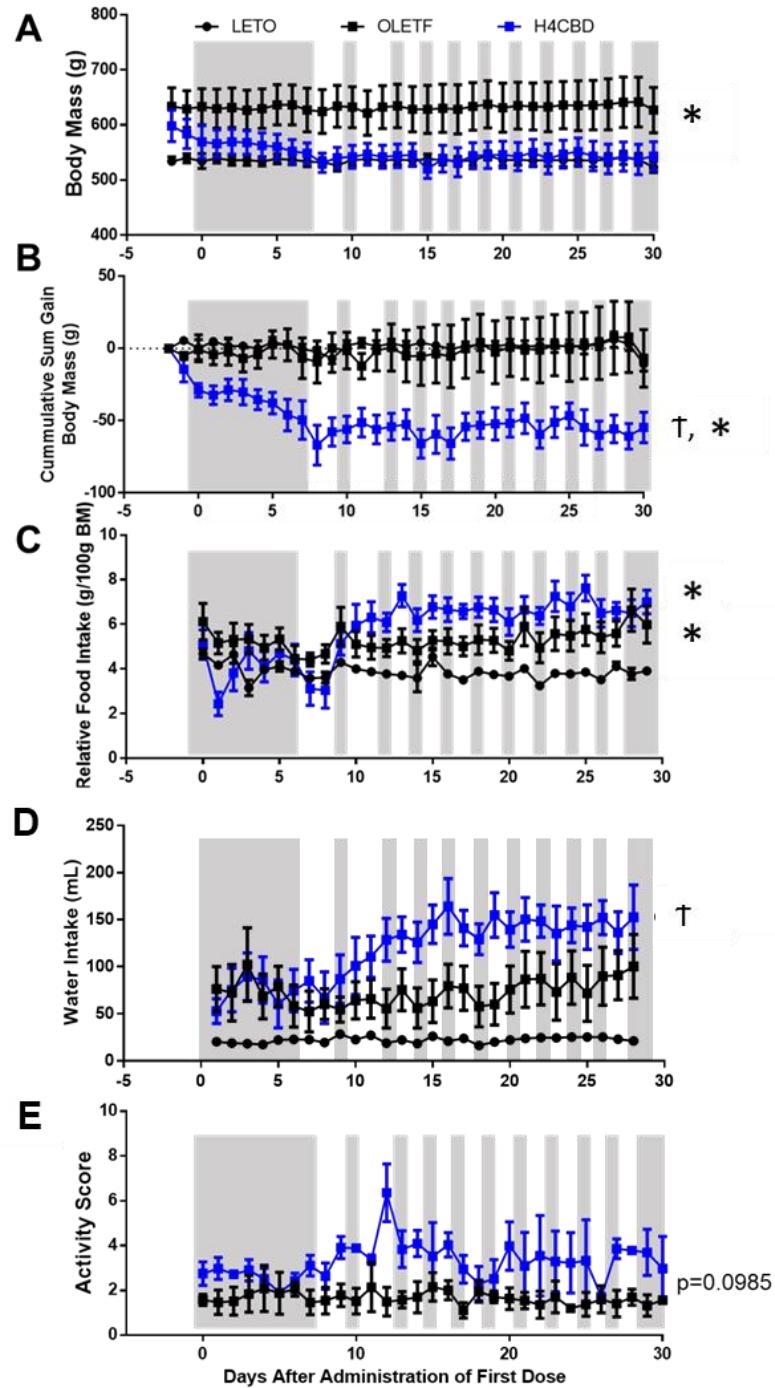 A
LETO OLETF H4CBD
Body Mass (g)
800
700
600
500
400
-5 0 5 10 15 20 25 30
*
B
Cummulative Sum Gain
Body Mass (g)
50
0
-50
-100
-5 0 5 10 15 20 25 30
†, *
C
Relative Food Intake (g/100g BM)
10
8
6
4
2
0
-5 0 5 10 15 20 25 30
*
*
D
Water Intake (mL)
250
200
150
100
50
0
-5 0 5 10 15 20 25 30
†
E
Activity Score
10
8
6
4
2
0
0 10 20 30
p=0.0985
Days After Administration of First Dose